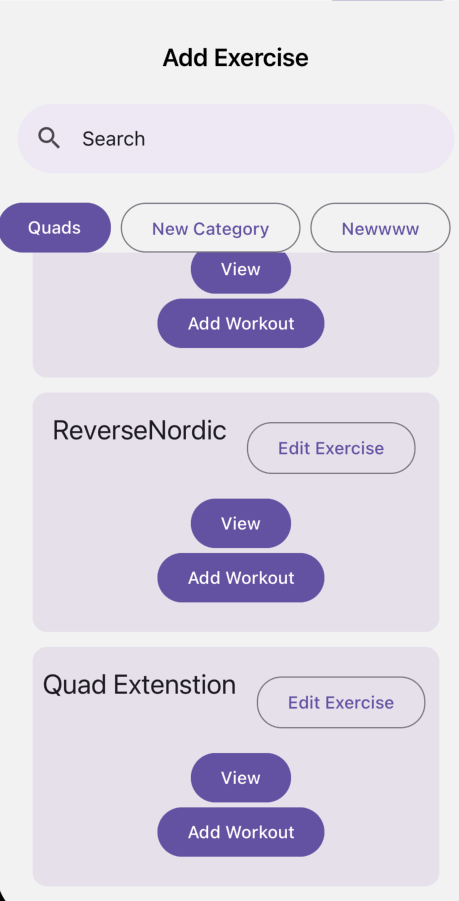 Add Exercise
Search
Quads New Category Newwww
View
Add Workout
ReverseNordic Edit Exercise
View
Add Workout
Quad Extenstion Edit Exercise
View
Add Workout